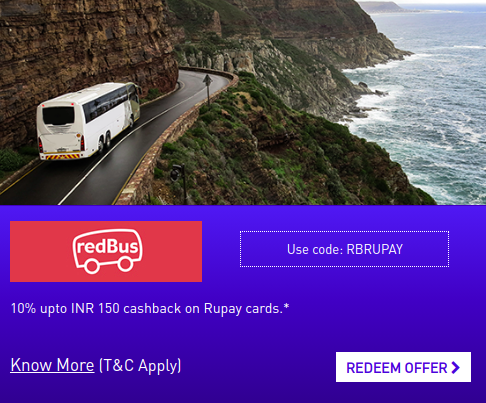 redBus
Use code: RBRUPAY
10% upto INR 150 cashback on Rupay cards.*
Know More (T&C Apply)
REDEEM OFFER